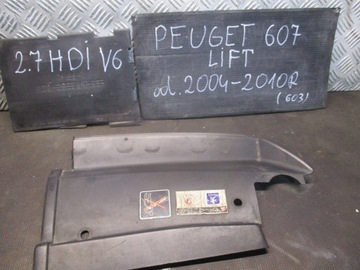 2.7 HDi V6
PEUGET 607
LIFT
od. 2004-2010R
(603)